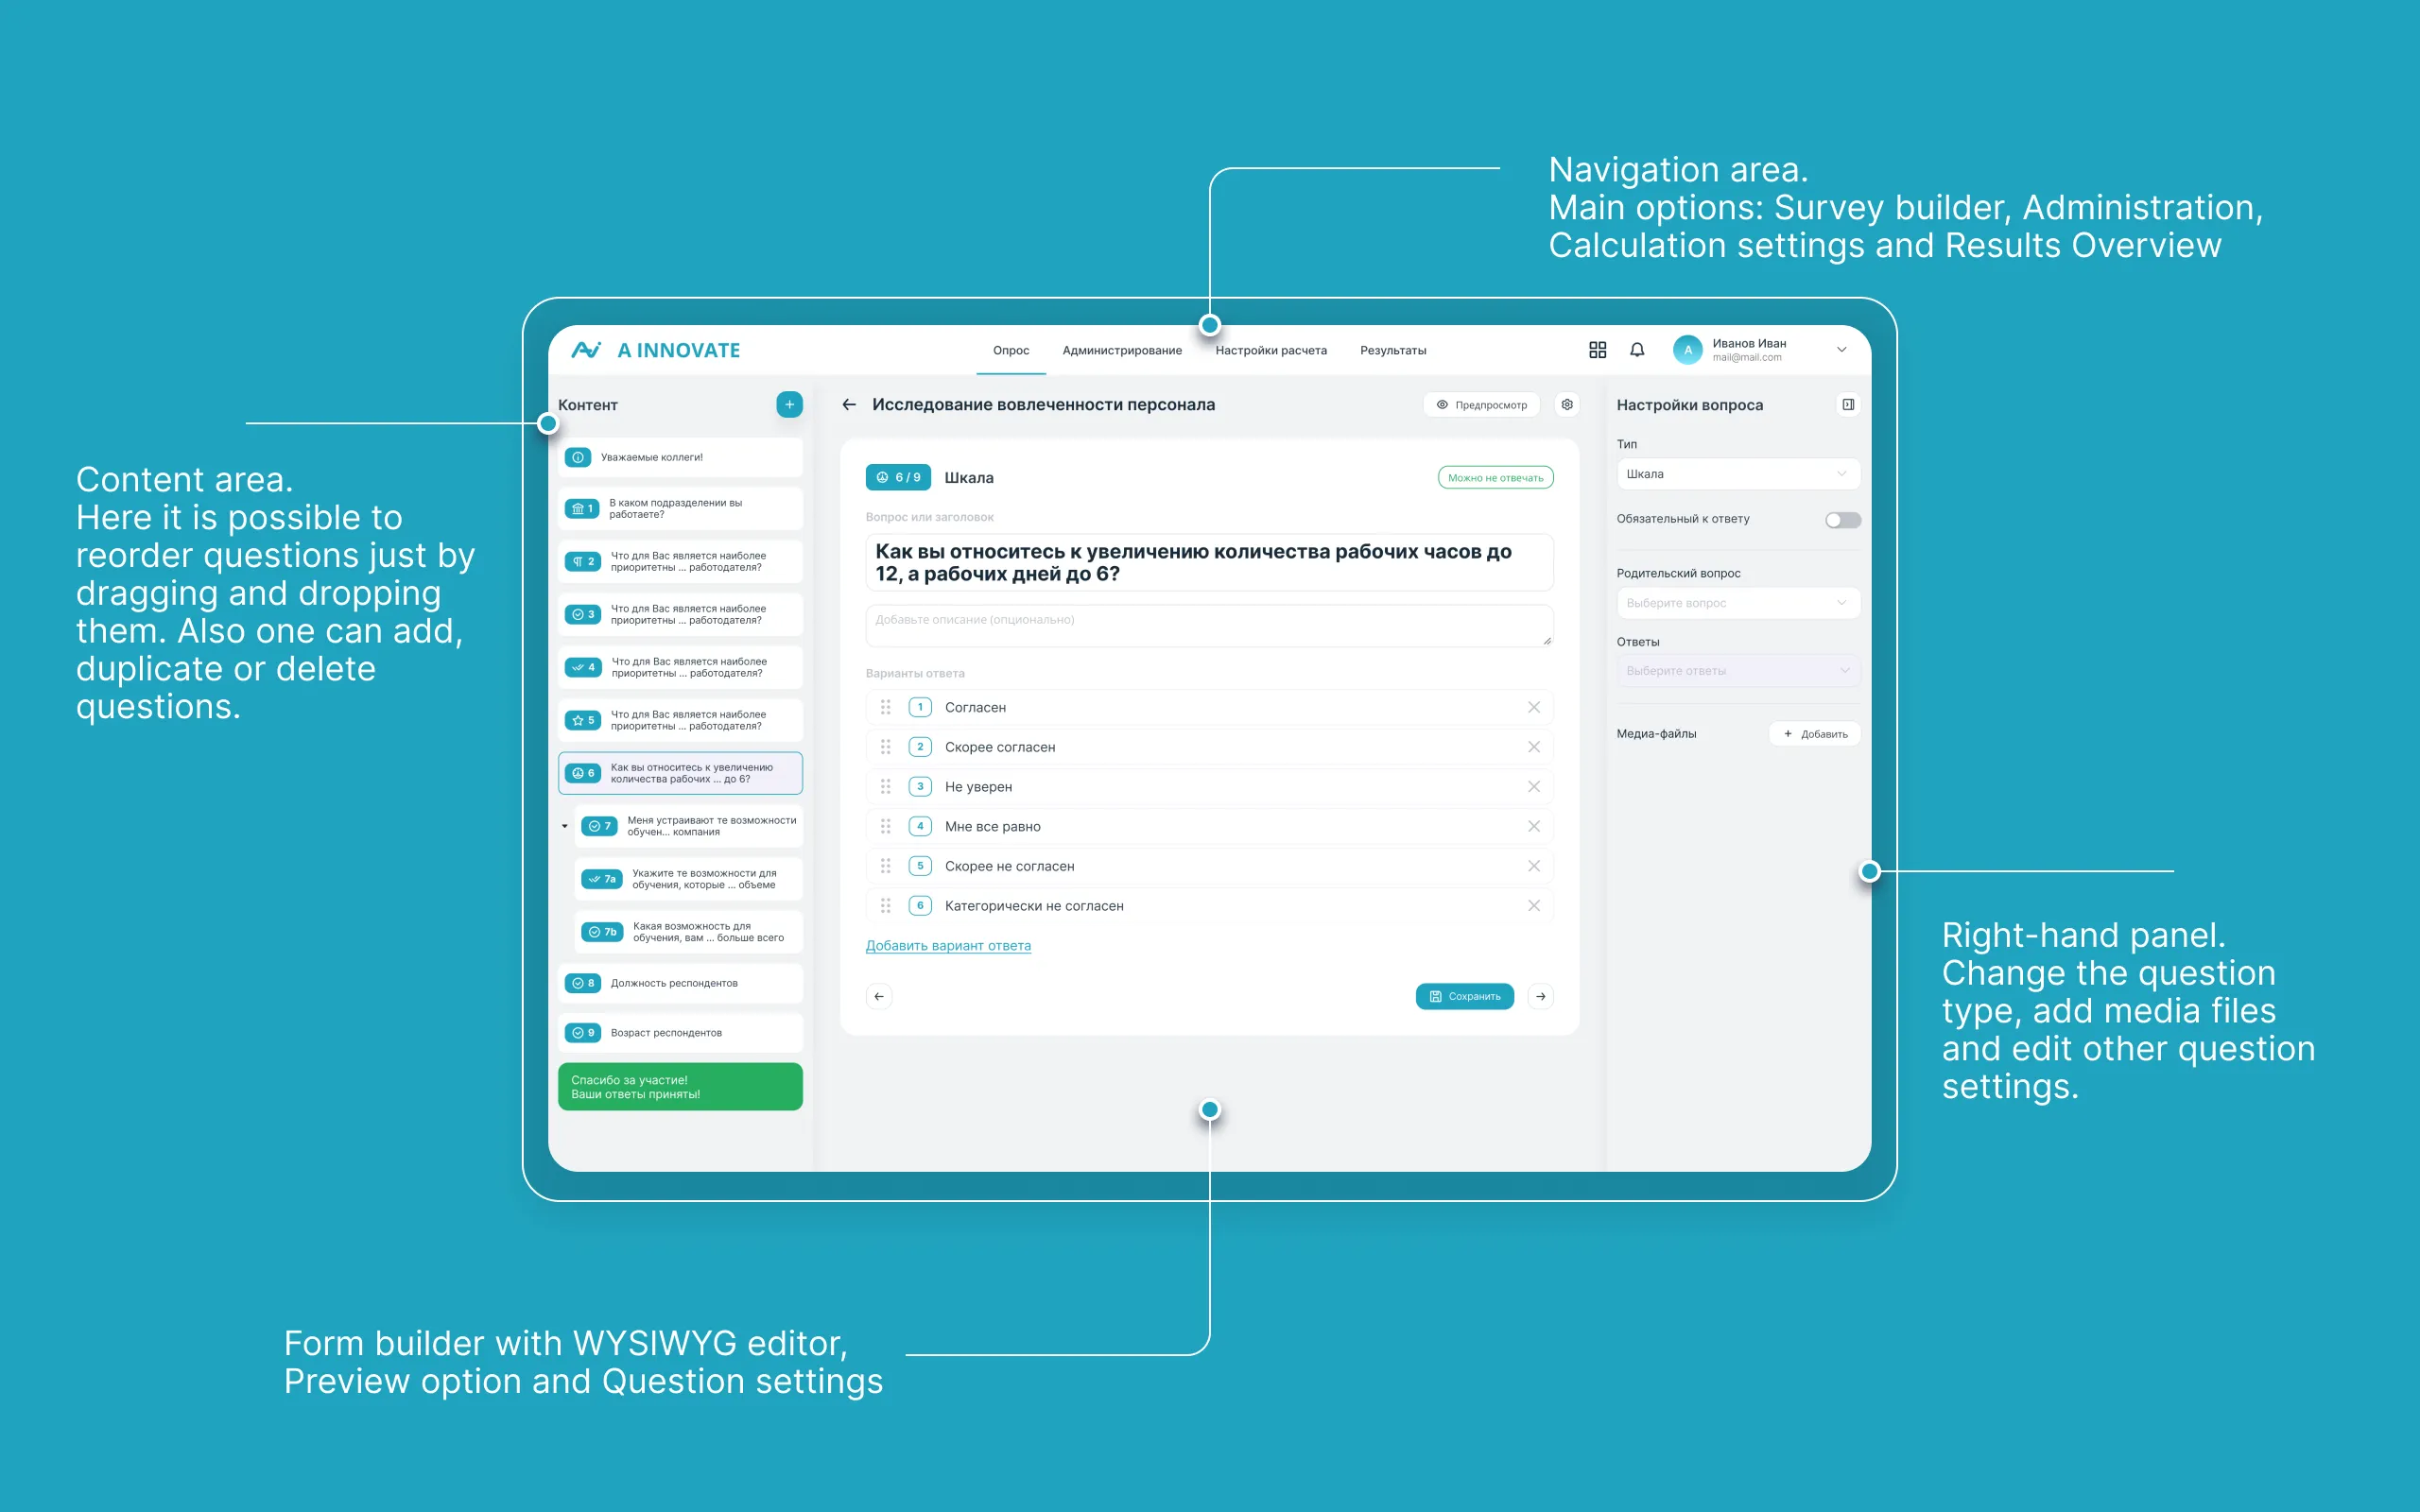 Navigation area.
Main options: Survey builder, Administration,
Calculation settings and Results Overview
A INNOVATE
Опрос
Администрирование
Настройки расчета
Результаты
A
Иванов Иван
mail@mail.com
Content area.
Here it is possible to
reorder questions just by
dragging and dropping
them. Also one can add,
duplicate or delete
questions.
Контент
Уважаемые коллеги!
1
В каком подразделении вы
работаете?
2
Что для Вас является наиболее
приоритетны ... работодателя?
3
Что для Вас является наиболее
приоритетны ... работодателя?
4
Что для Вас является наиболее
приоритетны ... работодателя?
5
Что для Вас является наиболее
приоритетны ... работодателя?
6
Как вы относитесь к увеличению
количества рабочих ... до 6?
7
Меня устраивают те возможности
обучен... компания
7a
Укажите те возможности для
обучения, которые ... объеме
7b
Какая возможность для
обучения, вам ... больше всего
8
Должность респондентов
9
Возраст респондентов
Спасибо за участие!
Ваши ответы приняты!
Исследование вовлеченности персонала
Предпросмотр
6 / 9
Шкала
Можно не отвечать
Вопрос или заголовок
Как вы относитесь к увеличению количества рабочих часов до
12, а рабочих дней до 6?
Добавьте описание (опционально)
Варианты ответа
1 Согласен
2 Скорее согласен
3 Не уверен
4 Мне все равно
5 Скорее не согласен
6 Категорически не согласен
Добавить вариант ответа
Сохранить
Настройки вопроса
Тип
Шкала
Обязательный к ответу
Родительский вопрос
Выберите вопрос
Ответы
Выберите ответы
Медиа-файлы
+ Добавить
Right-hand panel.
Change the question
type, add media files
and edit other question
settings.
Form builder with WYSIWYG editor,
Preview option and Question settings